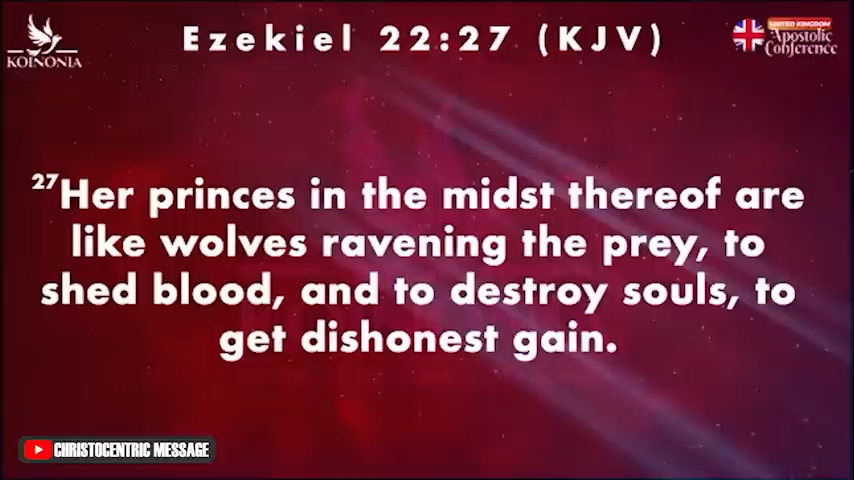 KOINONIA
Ezekiel 22:27 (KJV)
UNITED KINGDOM
Apostolic
Conference
27Her princes in the midst thereof are
like wolves ravening the prey, to
shed blood, and to destroy souls, to
get dishonest gain.
CHRISTOCENTRIC MESSAGE